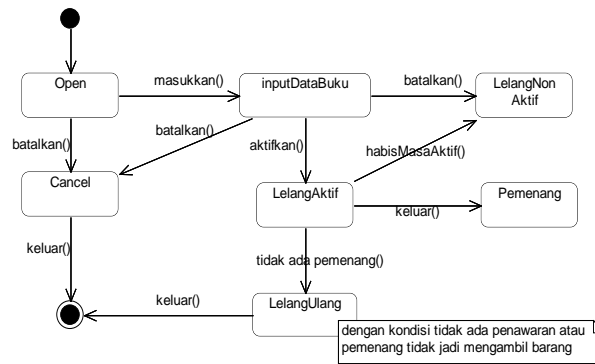 Open
masukkan()
inputDataBuku
batalkan()
LelangNon
Aktif
batalkan()
batalkan()
aktifkan()
habisMasaAktif()
Cancel
LelangAktif
keluar()
Pemenang
keluar()
tidak ada pemenang()
keluar()
LelangUlang
dengan kondisi tidak ada penawaran atau
pemenang tidak jadi mengambil barang